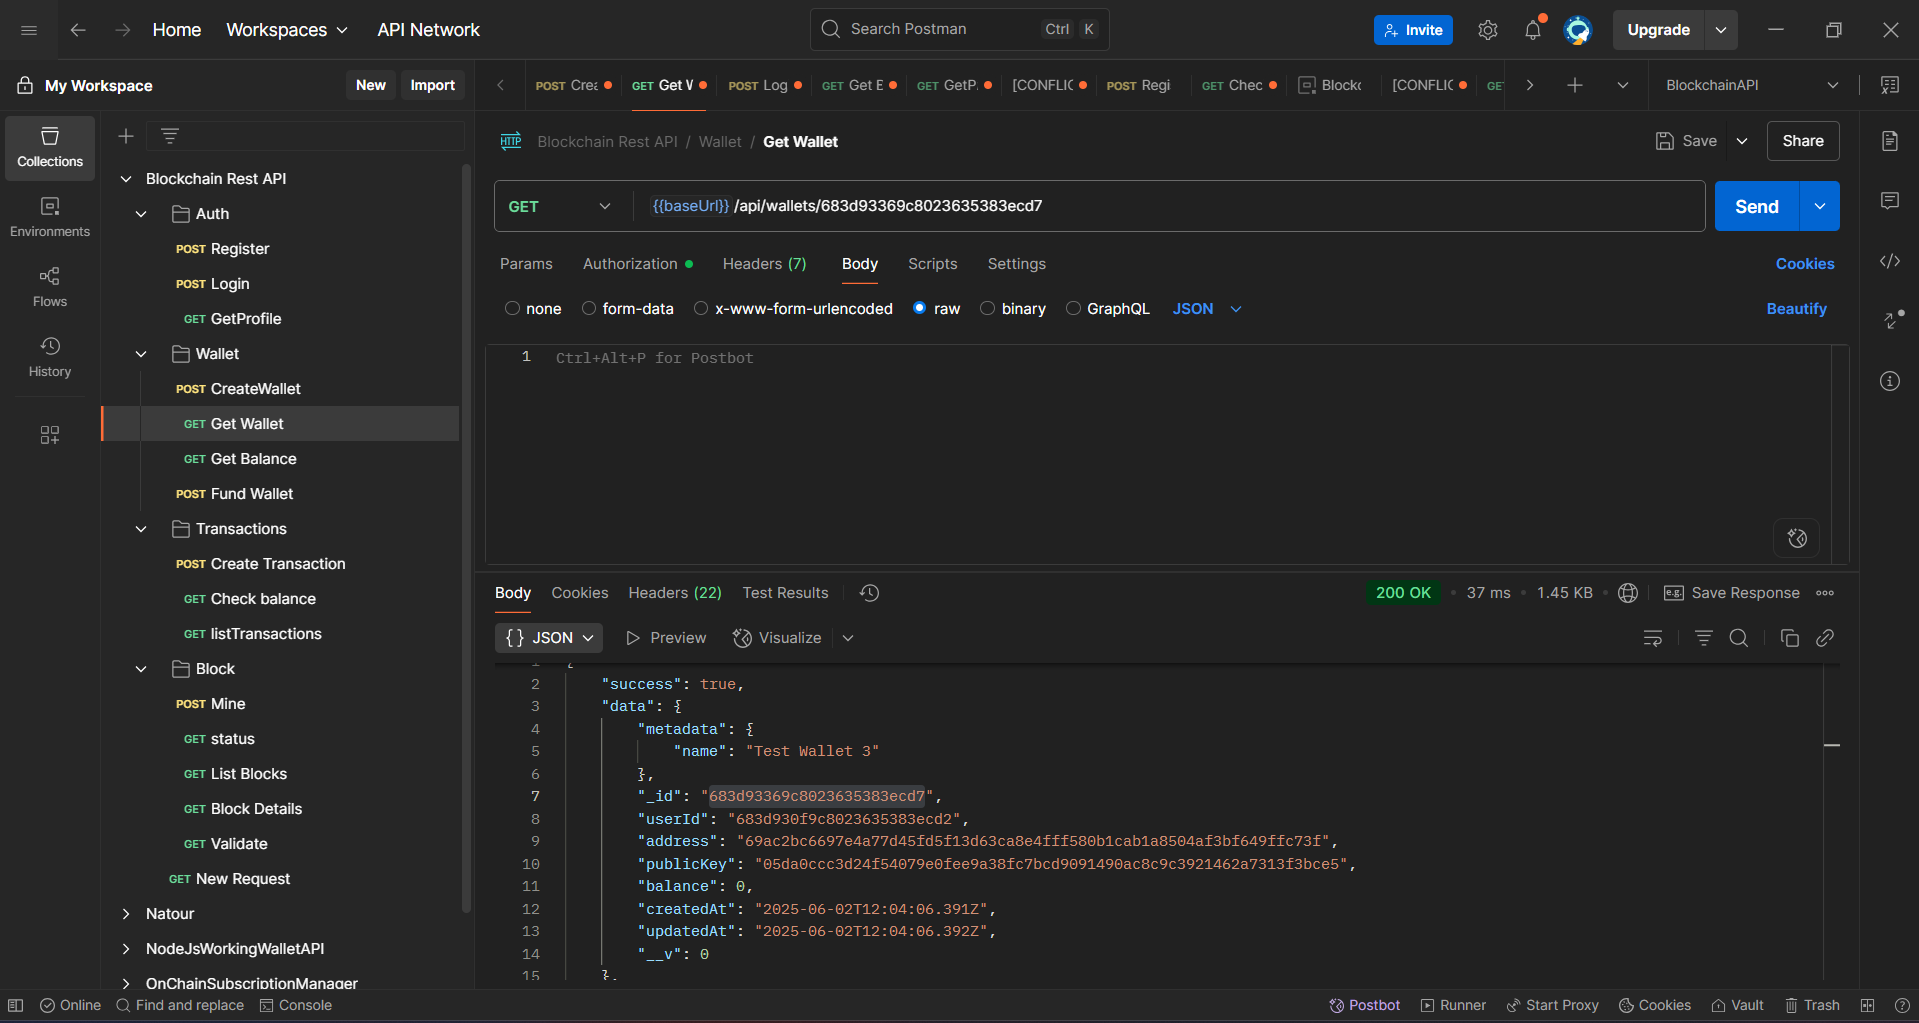 Home Workspaces API Network Search Postman Ctrl K Invite Upgrade
My Workspace New Import
POST Crea GET Get W POST Log GET Get E GET GetP. [CONFLIC POST Regi GET Chec Blockc [CONFLIC GET BlockchainAPI
Collections
Environments
Flows
History
Blockchain Rest API
Auth
POST Register
POST Login
GET GetProfile
Wallet
POST CreateWallet
GET Get Wallet
GET Get Balance
POST Fund Wallet
Transactions
POST Create Transaction
GET Check balance
GET listTransactions
Block
POST Mine
GET status
GET List Blocks
GET Block Details
GET Validate
GET New Request
Natour
NodeJsWorkingWalletAPI
OnChainSubscriptionManager
HTTP Blockchain Rest API / Wallet / Get Wallet Save Share
GET {{baseUrl}}/api/wallets/683d93369c8023635383ecd7 Send
Params Authorization Headers (7) Body Scripts Settings Cookies
none form-data x-www-form-urlencoded raw binary GraphQL JSON Beautify
1 Ctrl+Alt+P for Postbot
Body Cookies Headers (22) Test Results 200 OK • 37 ms • 1.45 KB • e.g. Save Response
{} JSON Preview Visualize
1 {
2 "success": true,
3 "data": {
4 "metadata": {
5 "name": "Test Wallet 3"
6 },
7 "_id": "683d93369c8023635383ecd7",
8 "userId": "683d930f9c8023635383ecd2",
9 "address": "69ac2bc6697e4a77d45fd5f13d63ca8e4fff580b1cab1a8504af3bf649ffc73f",
10 "publicKey": "05da0ccc3d24f54079e0fee9a38fc7bcd9091490ac8c9c3921462a7313f3bce5",
11 "balance": 0,
12 "createdAt": "2025-06-02T12:04:06.391Z",
13 "updatedAt": "2025-06-02T12:04:06.392Z",
14 "__v": 0
15 },
Online Find and replace Console Postbot Runner Start Proxy Cookies Vault Trash